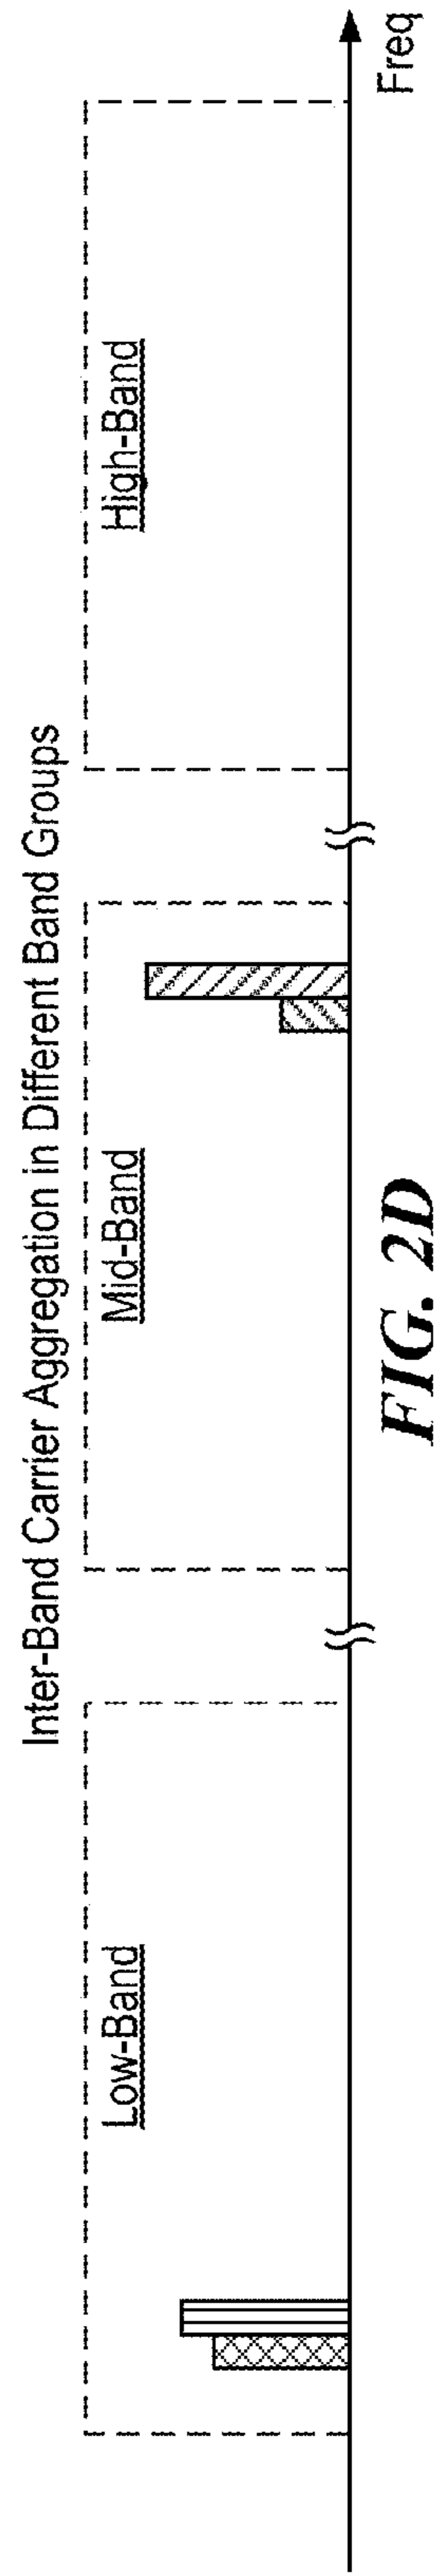 Inter-Band Carrier Aggregation in Different Band Groups
Low-Band
Mid-Band
High-Band
Freq
FIG. 2D